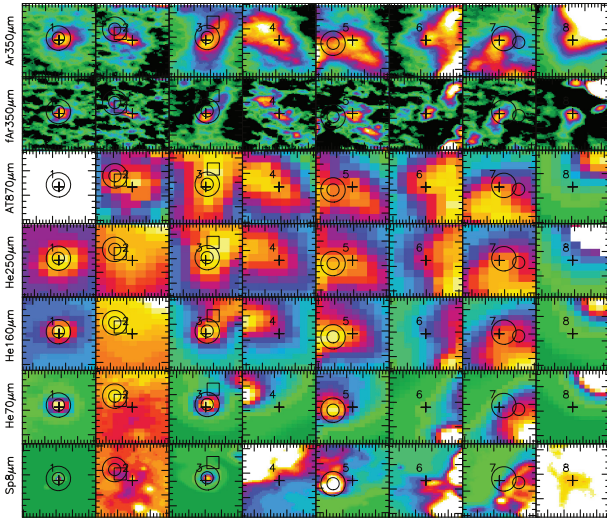 Ar350μm 1 2 3 4 5 6 7 8
fAr350μm 1 3 4 5 7
AT870μm 1 2 3 4 5 6 7 8
He250μm 1 2 3 4 5 6 7 8
He160μm 1 2 3 4 5 6 7 8
He70μm 1 2 3 4 5 6 7 8
Sp8μm 1 2 3 4 5 6 7 8